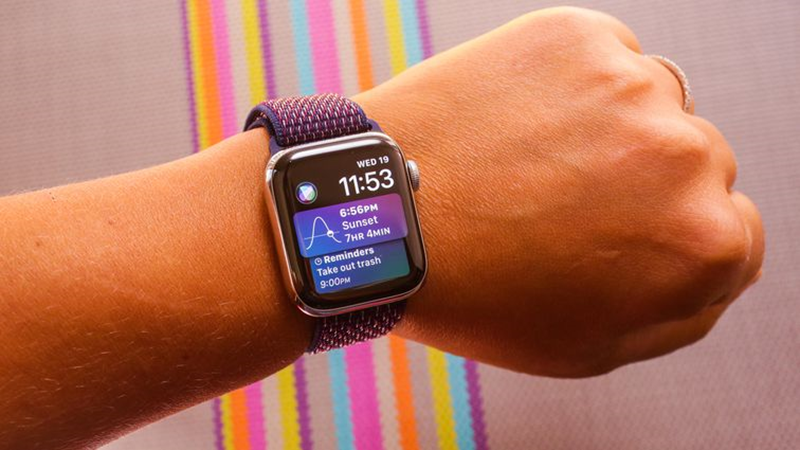 WED 19
11:53
6:56PM
Sunset
7HR 4MIN
Reminders
Take out trash
9:00PM